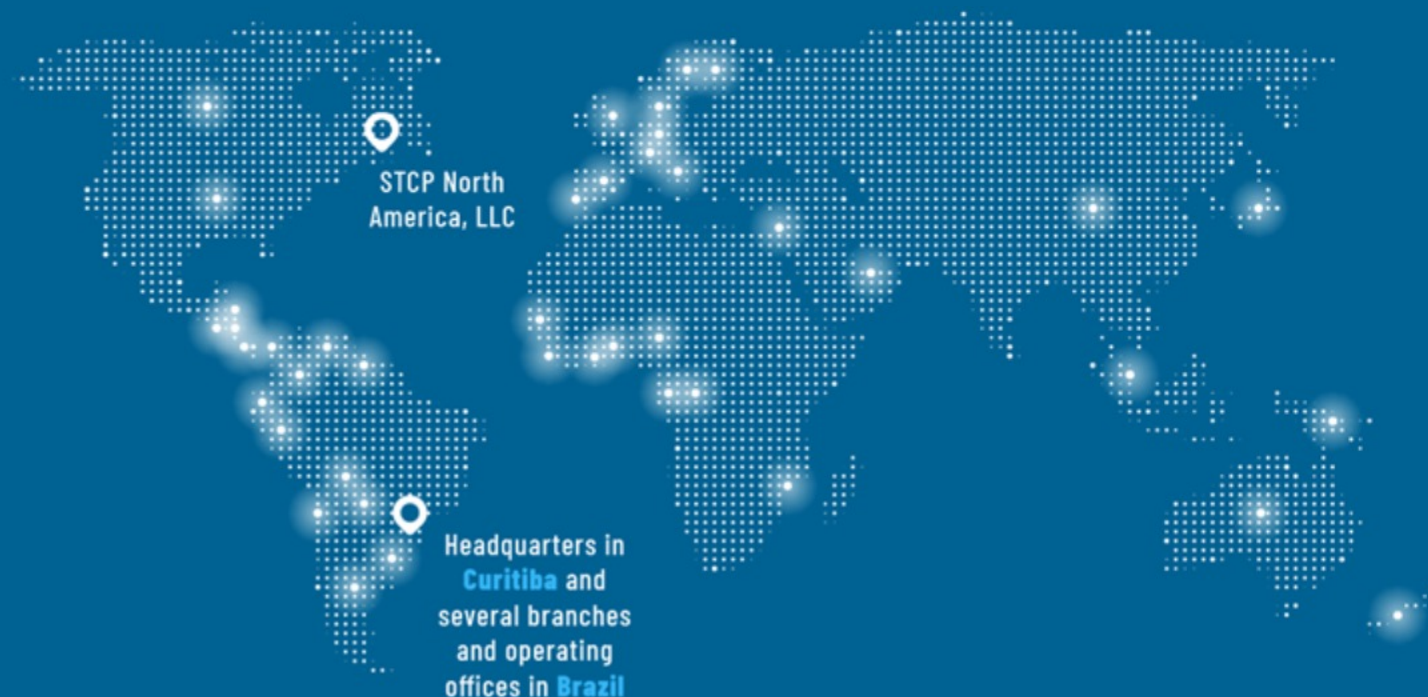 STCP North
America, LLC
Headquarters in
Curitiba and
several branches
and operating
offices in Brazil